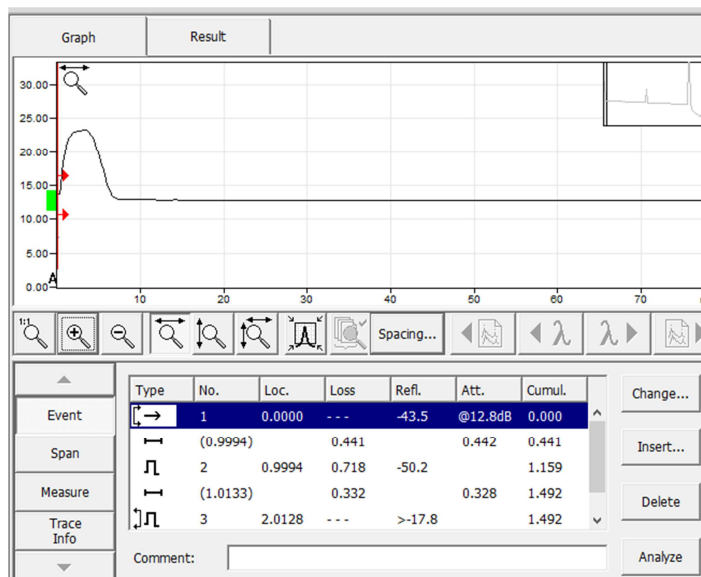 Graph Result
30.00
25.00
20.00
15.00
10.00
5.00
0.00
A
10 20 30 40 50 60 70
1:1 Spacing... λ λ
Type No. Loc. Loss Refl. Att. Cumul.
1 0.0000 - - - -43.5 @12.8dB 0.000
(0.9994) 0.441 0.442 0.441
2 0.9994 0.718 -50.2 1.159
(1.0133) 0.332 0.328 1.492
3 2.0128 - - - >-17.8 1.492
Event
Span
Measure
Trace
Info
Change...
Insert...
Delete
Analyze
Comment: